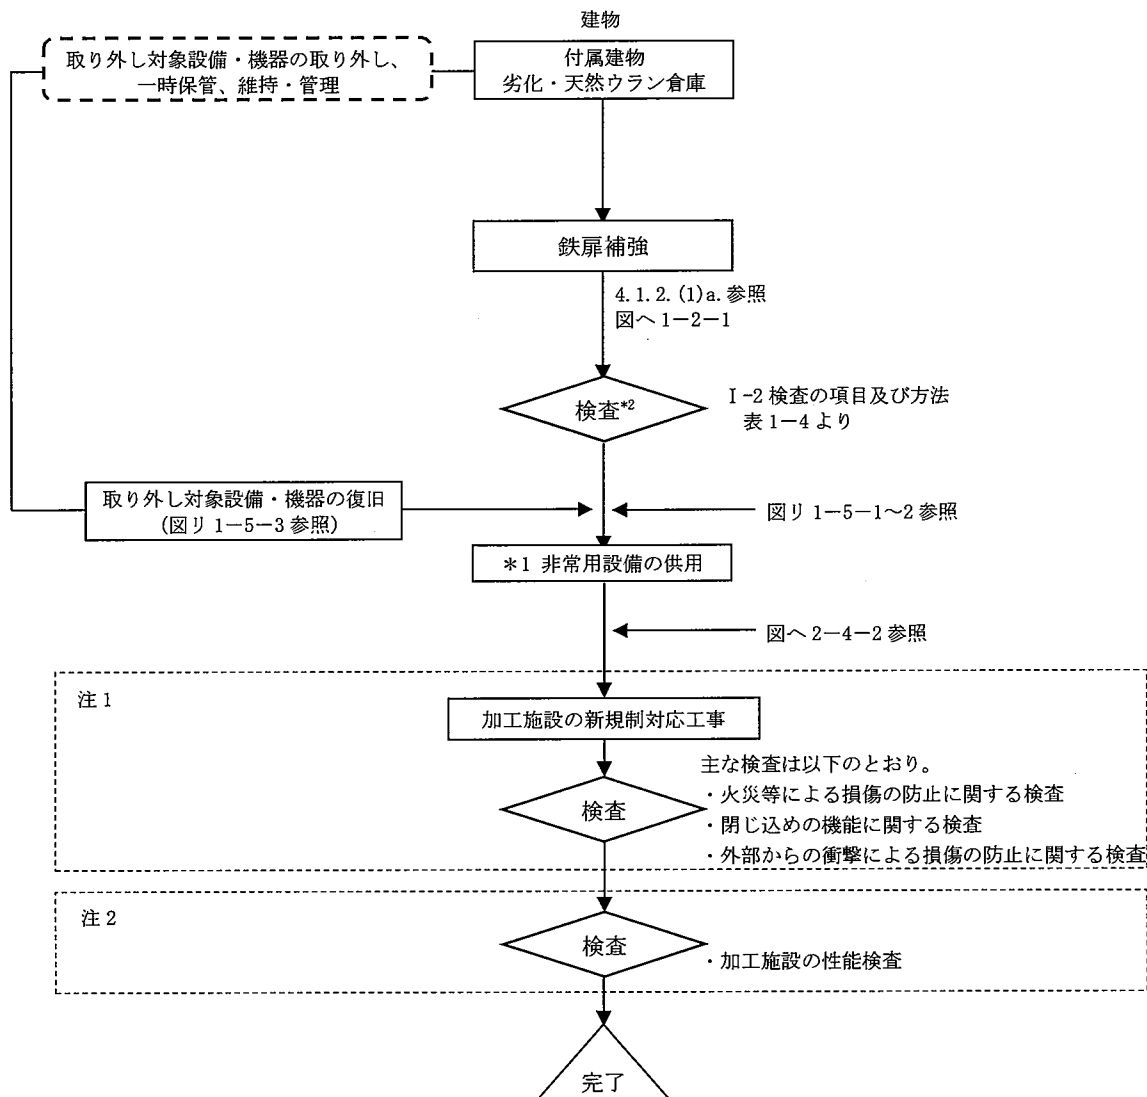 建物
取り外し対象設備・機器の取り外し、
一時保管、維持・管理
付属建物
劣化・天然ウラン倉庫
鉄扉補強
4.1.2.(1)a.参照
図ヘ1-2-1
検査*2
Ⅰ-2 検査の項目及び方法
表1-4より
取り外し対象設備・機器の復旧
(図リ1-5-3参照)
図リ1-5-1~2参照
*1 非常用設備の供用
図ヘ2-4-2参照
注1
加工施設の新規制対応工事
検査
主な検査は以下のとおり。
・火災等による損傷の防止に関する検査
・閉じ込めの機能に関する検査
・外部からの衝撃による損傷の防止に関する検査
注2
検査
・加工施設の性能検査
完了